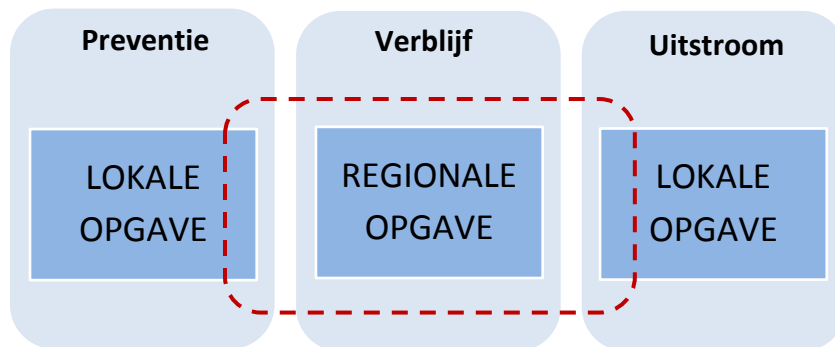 Preventie
Verblijf
Uitstroom
LOKALE
OPGAVE
REGIONALE
OPGAVE
LOKALE
OPGAVE